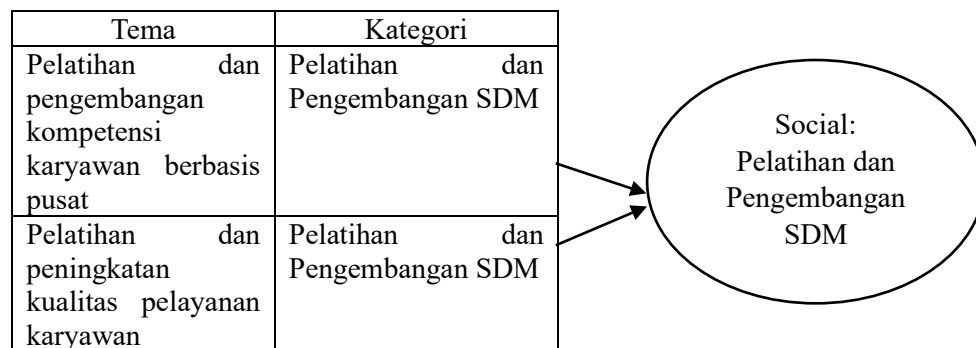 Tema Kategori
Pelatihan dan
pengembangan
kompetensi
karyawan berbasis
pusat
Pelatihan dan
Pengembangan SDM
Pelatihan dan
peningkatan
kualitas pelayanan
karyawan
Pelatihan dan
Pengembangan SDM
Social:
Pelatihan dan
Pengembangan
SDM